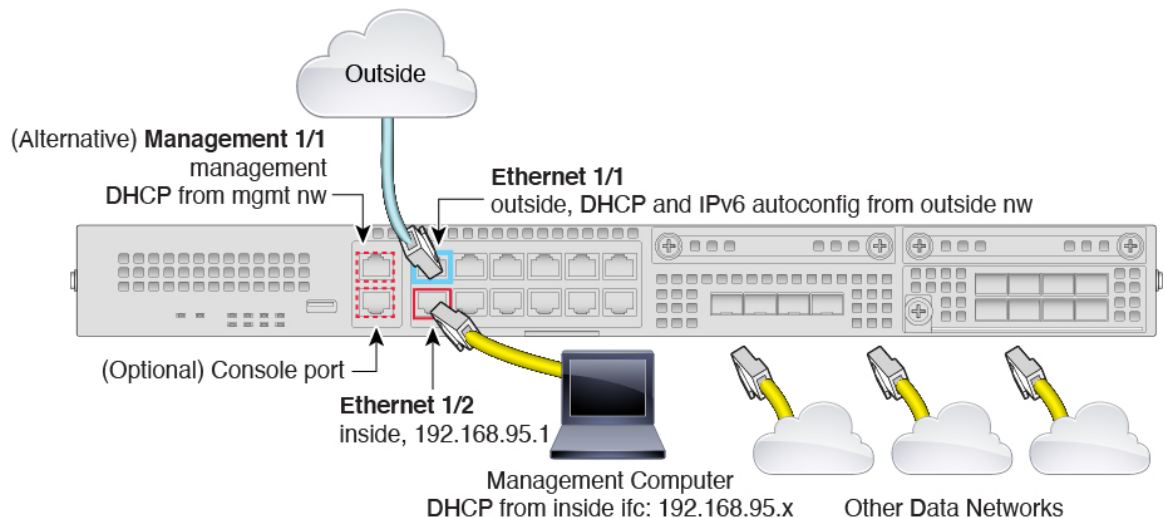 Outside
(Alternative) Management 1/1
management
DHCP from mgmt nw
Ethernet 1/1
outside, DHCP and IPv6 autoconfig from outside nw
(Optional) Console port
Ethernet 1/2
inside, 192.168.95.1
Management Computer
DHCP from inside ifc: 192.168.95.x
Other Data Networks